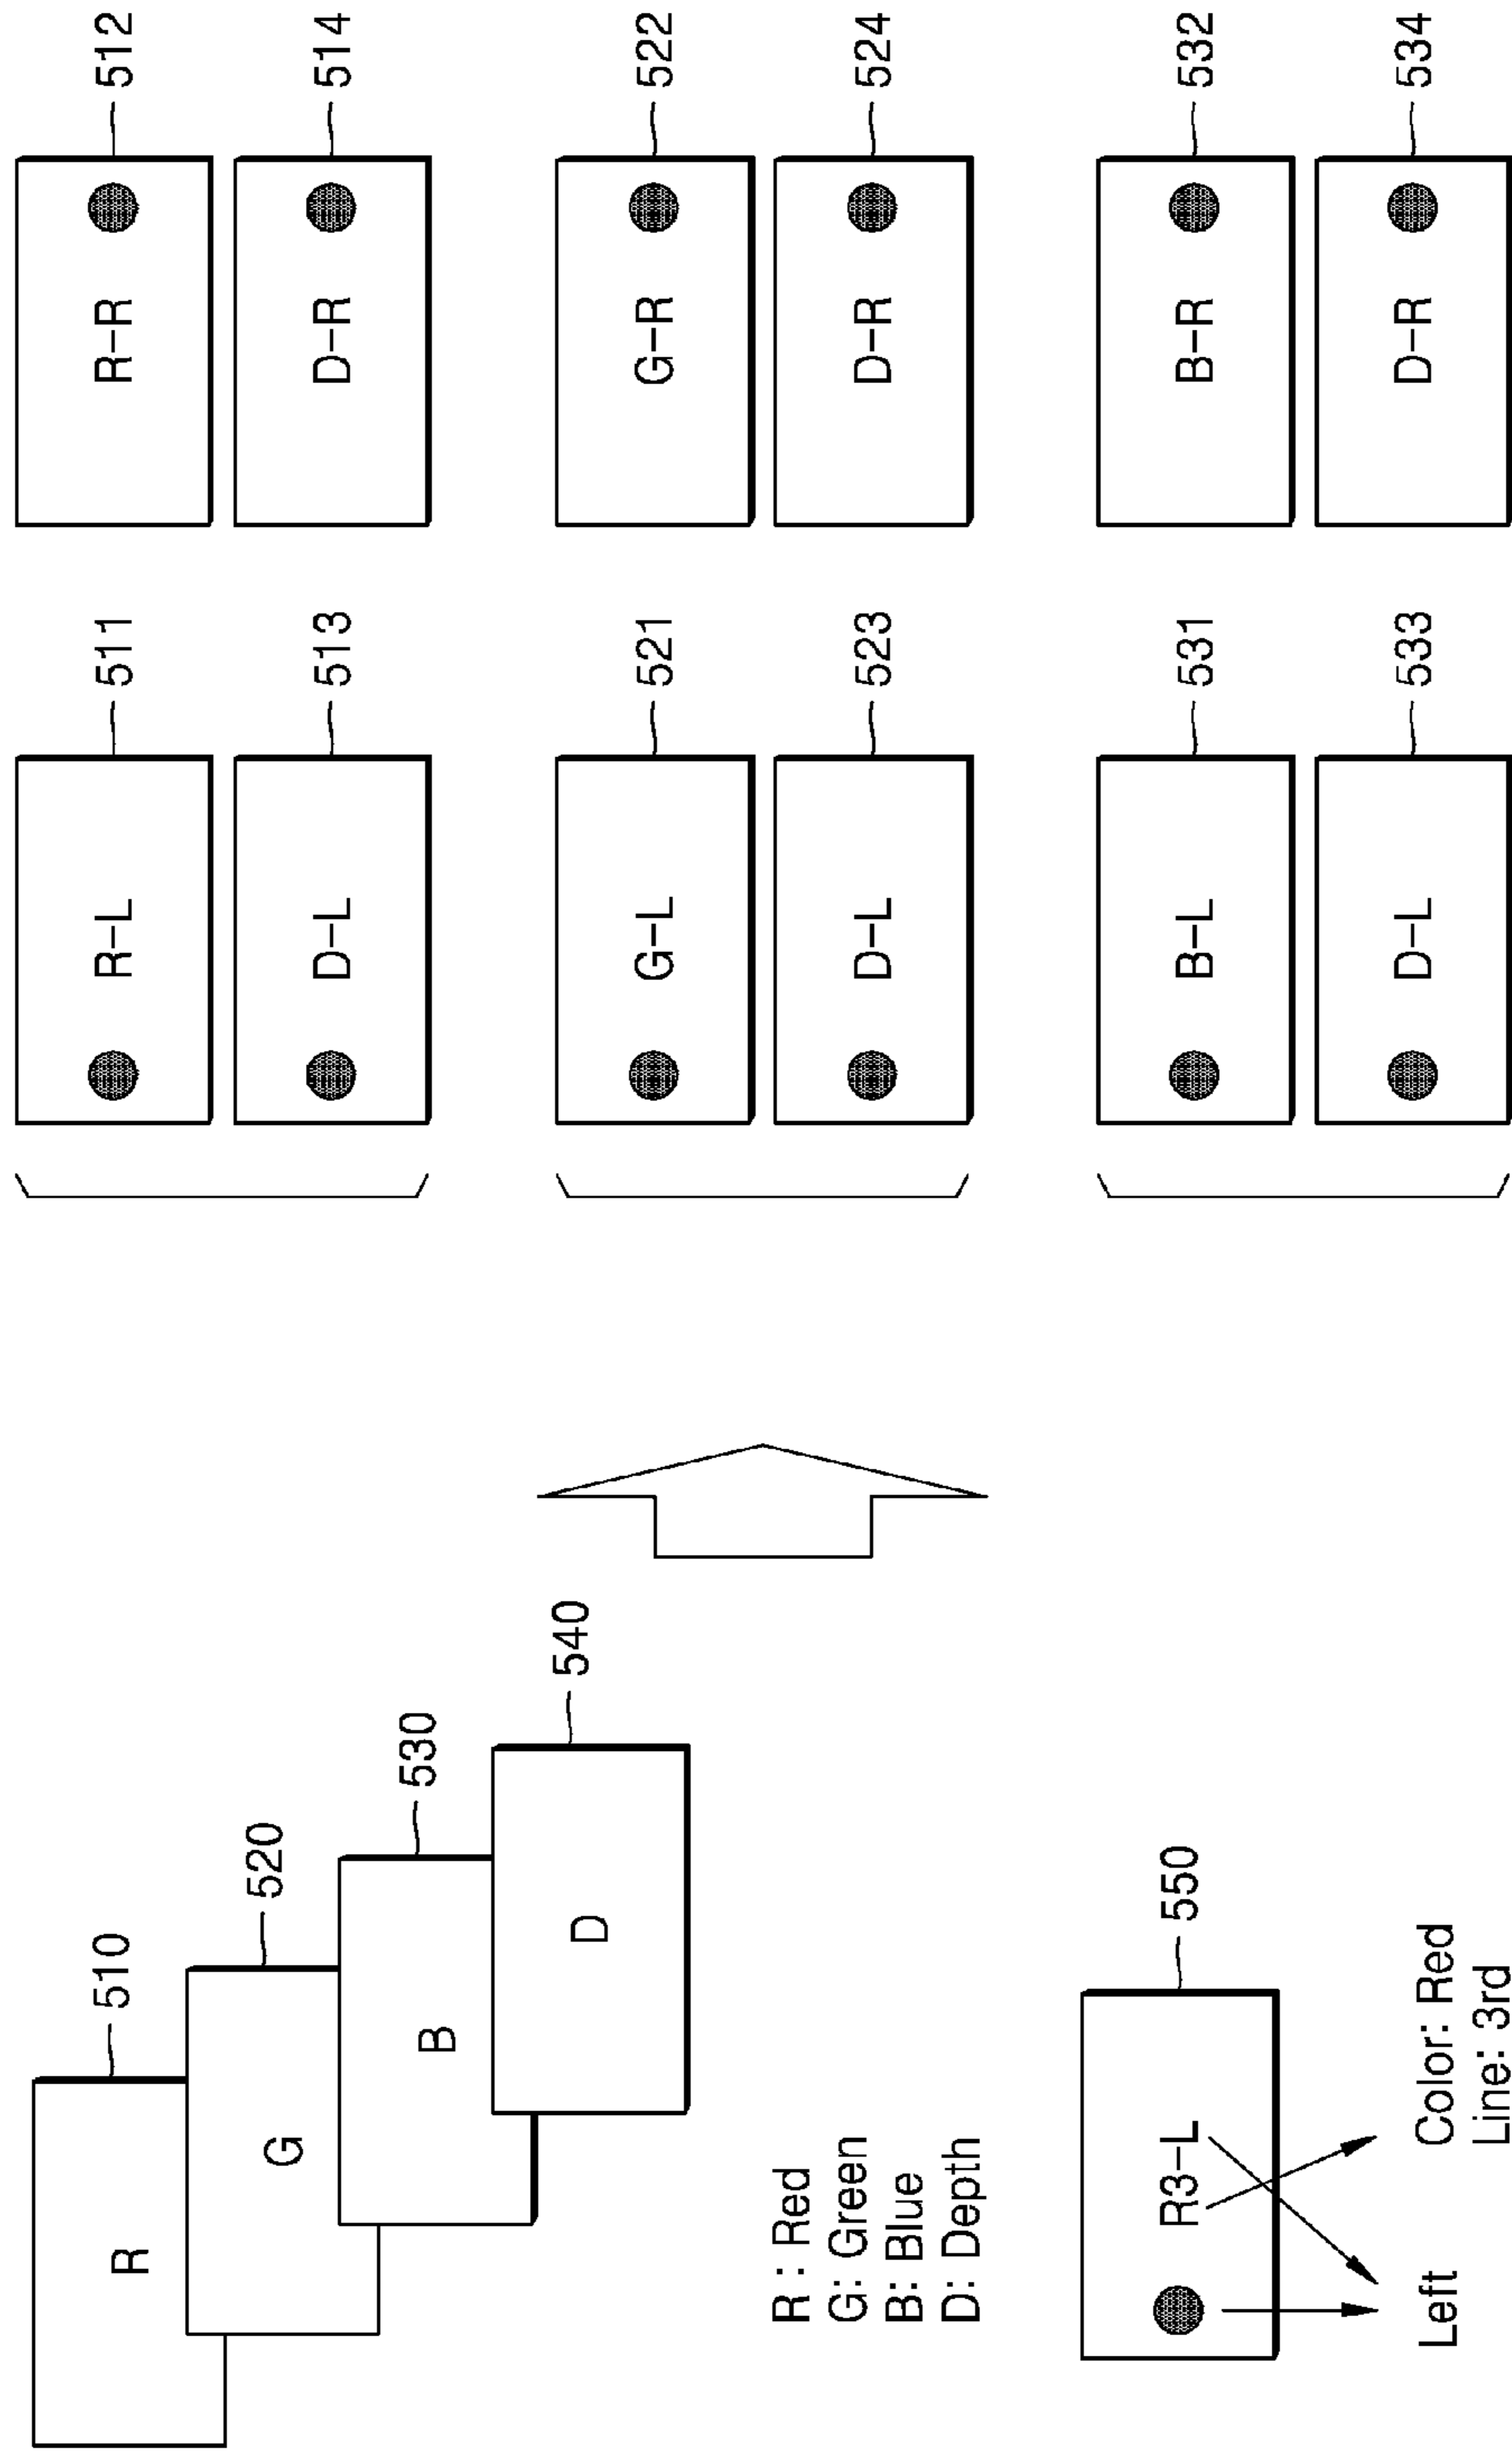 510
R
520
G
530
B
540
D
R : Red
G: Green
B: Blue
D: Depth
550
R3-L
Left
Color: Red
Line: 3rd
R-L
511
R-R
512
D-L
513
D-R
514
G-L
521
G-R
522
D-L
523
D-R
524
B-L
531
B-R
532
D-L
533
D-R
534